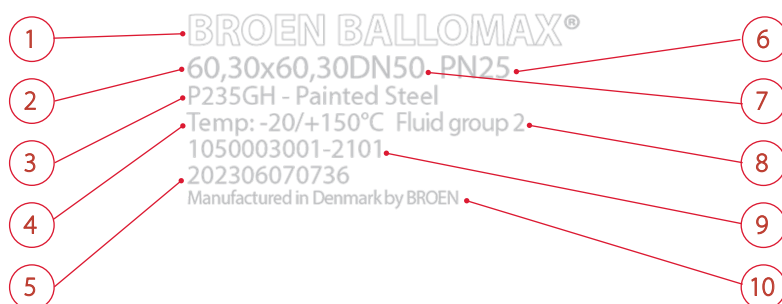 BROEN BALLOMAX®
60,30x60,30DN50 PN25
P235GH - Painted Steel
Temp: -20/+150°C Fluid group 2
1050003001-2101
202306070736
Manufactured in Denmark by BROEN
1
2
3
4
5
6
7
8
9
10